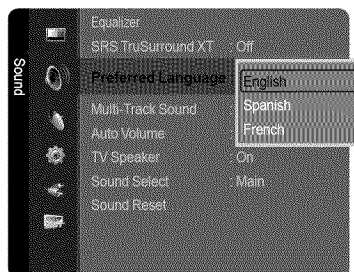 Sound
Equalizer
SRS TruSurround XT : Off
Preferred Language :
English
Spanish
French
Multi-Track Sound
Auto Volume
TV Speaker : On
Sound Select : Main
Sound Reset